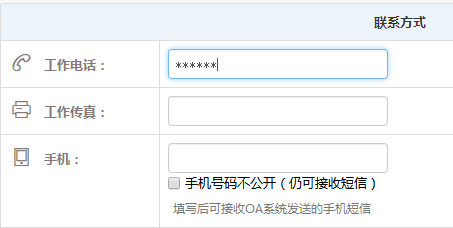 联系方式
工作电话：
******
工作传真：
手机：
手机号码不公开（仍可接收短信）
填写后可接收OA系统发送的手机短信